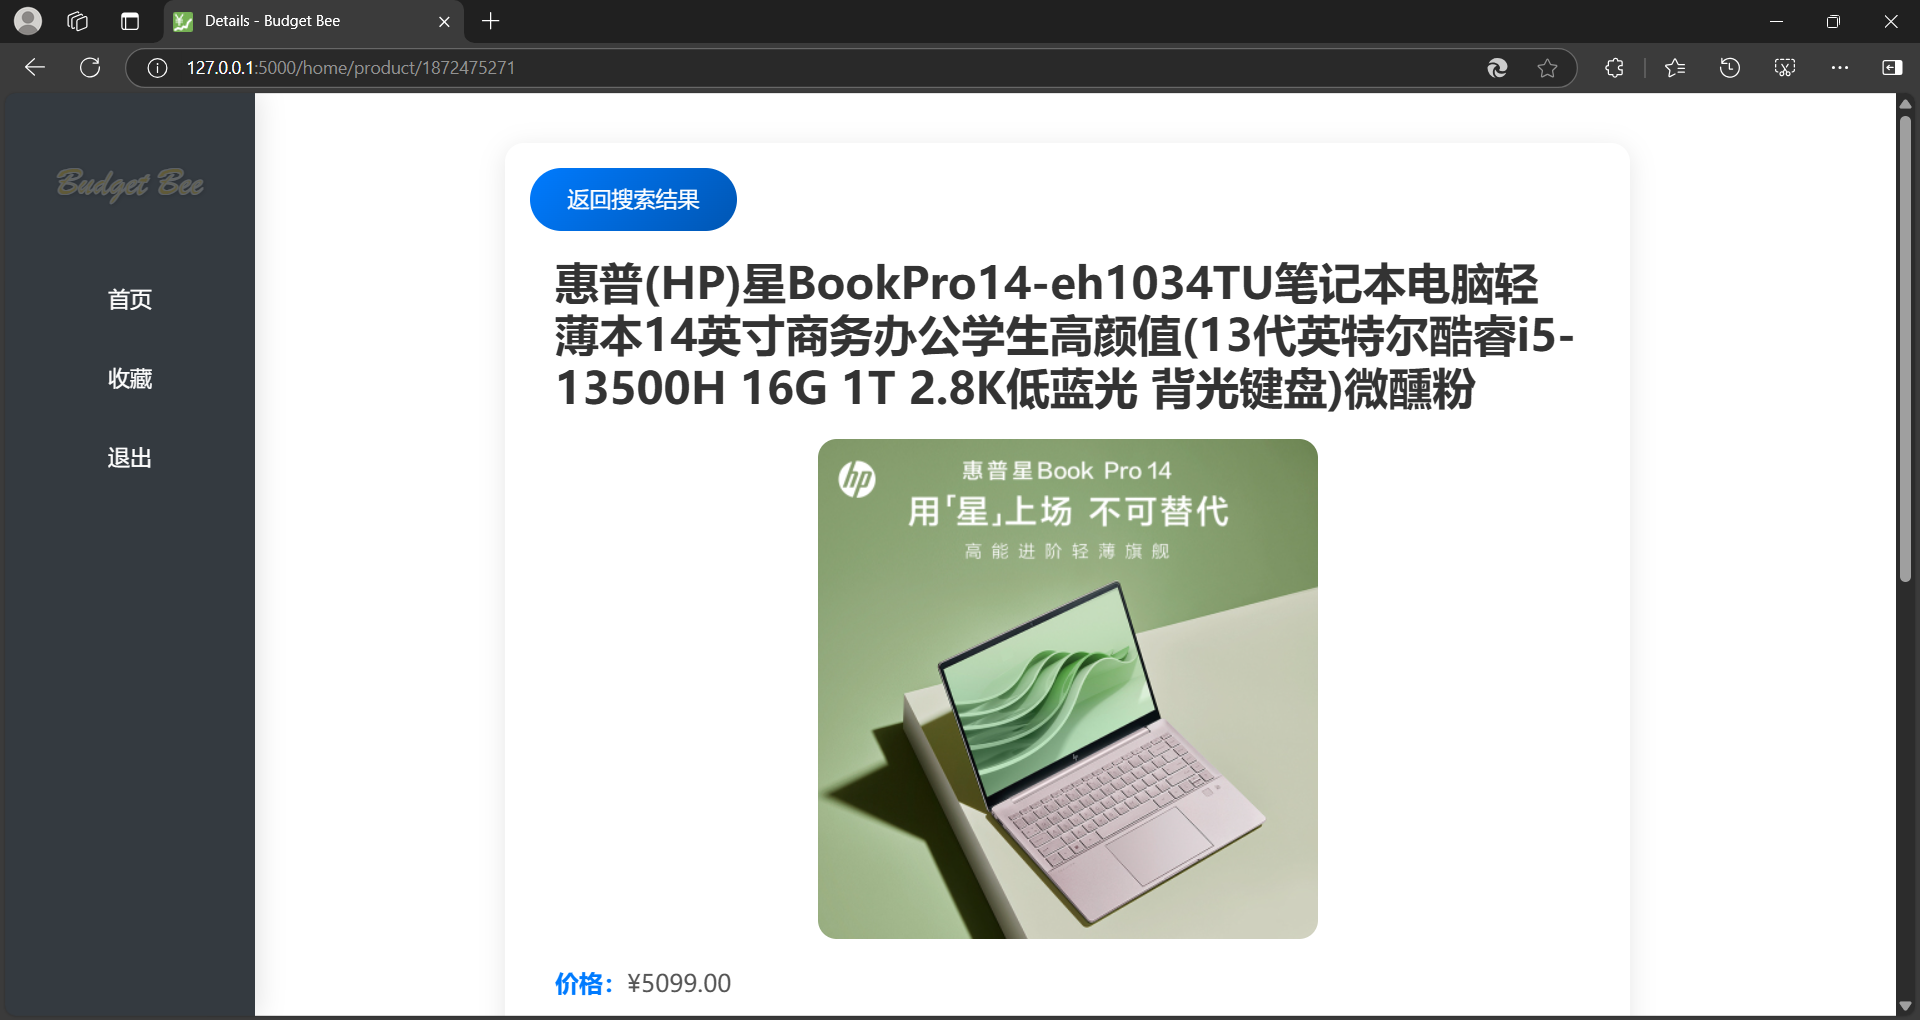 Details - Budget Bee
127.0.0.1:5000/home/product/1872475271
Budget Bee
首页
收藏
退出
返回搜索结果
惠普(HP)星BookPro14-eh1034TU笔记本电脑轻
薄本14英寸商务办公学生高颜值(13代英特尔酷睿i5-
13500H 16G 1T 2.8K低蓝光 背光键盘)微醺粉
hp
惠普星Book Pro 14
用「星」上场 不可替代
高能进阶轻薄旗舰
价格： ¥5099.00